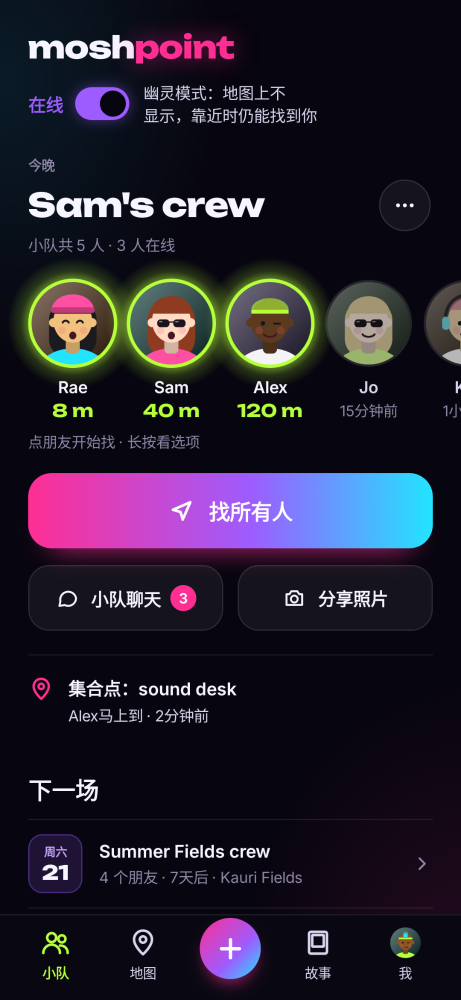 moshpoint
在线
幽灵模式：地图上不
显示，靠近时仍能找到你
今晚
Sam's crew
小队共 5 人 · 3 人在线
Rae
Sam
Alex
Jo
K
8 m
40 m
120 m
15分钟前
1小
点朋友开始找 · 长按看选项
找所有人
小队聊天 3
分享照片
集合点：sound desk
Alex马上到 · 2分钟前
下一场
周六
21
Summer Fields crew
4 个朋友 · 7天后 · Kauri Fields
小队
地图
故事
我